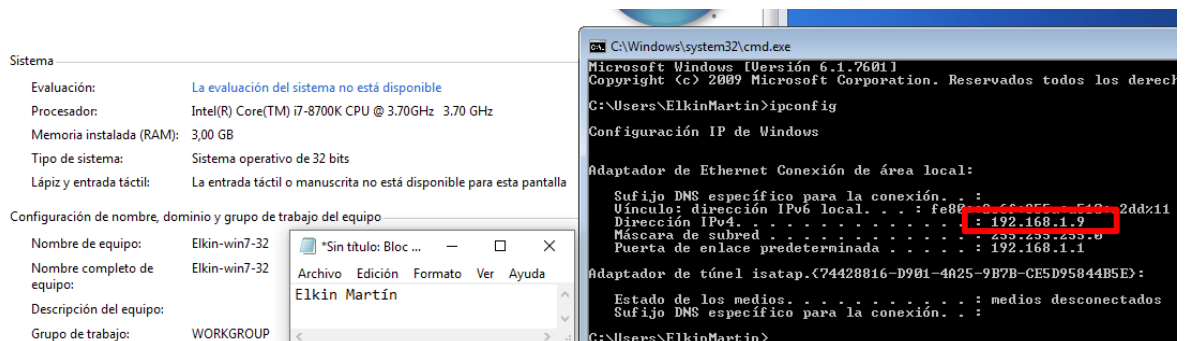 Sistema
Evaluación: La evaluación del sistema no está disponible
Procesador: Intel(R) Core(TM) i7-8700K CPU @ 3.70GHz 3.70 GHz
Memoria instalada (RAM): 3,00 GB
Tipo de sistema: Sistema operativo de 32 bits
Lápiz y entrada táctil: La entrada táctil o manuscrita no está disponible para esta pantalla
Configuración de nombre, dominio y grupo de trabajo del equipo
Nombre de equipo: Elkin-win7-32
Nombre completo de Elkin-win7-32
equipo:
Descripción del equipo:
Grupo de trabajo: WORKGROUP
*Sin título: Bloc ...
Archivo Edición Formato Ver Ayuda
Elkin Martín
C:\Windows\system32\cmd.exe
Microsoft Windows [Versión 6.1.7601]
Copyright (c) 2009 Microsoft Corporation. Reservados todos los derech
C:\Users\ElkinMartin>ipconfig
Configuración IP de Windows
Adaptador de Ethernet Conexión de área local:
Sufijo DNS específico para la conexión. . :
Vínculo: dirección IPv6 local. . . :
Dirección IPv4. . . . . . . . . . . . . . : 192.168.1.9
Máscara de subred . . . . . . . . . . . . : 255.255.255.0
Puerta de enlace predeterminada . . . . . : 192.168.1.1
Adaptador de túnel isatap.{74428816-D901-4A25-9B7B-CE5D95844B5E}:
Estado de los medios. . . . . . . . . . . : medios desconectados
Sufijo DNS específico para la conexión. . :
C:\Users\ElkinMartin>